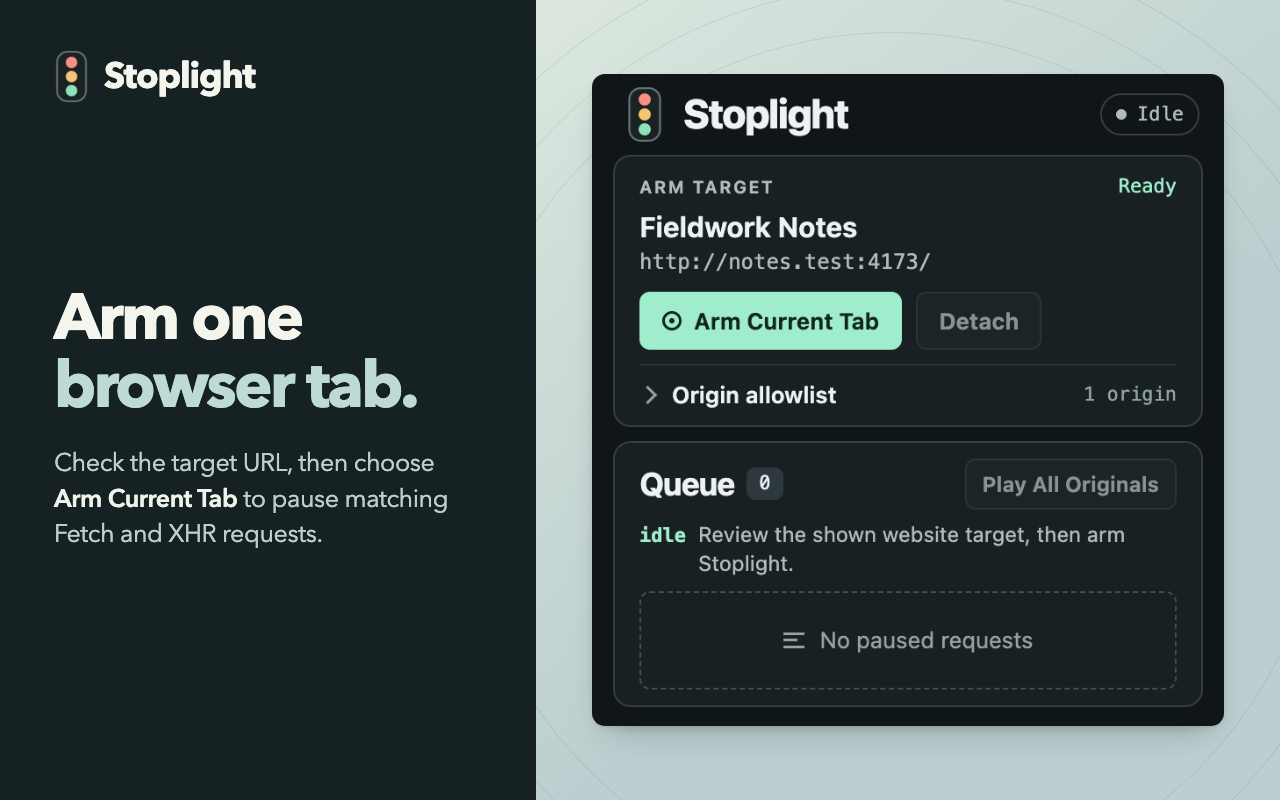 Stoplight
Arm one
browser tab.
Check the target URL, then choose
Arm Current Tab to pause matching
Fetch and XHR requests.
Stoplight
Idle
ARM TARGET
Ready
Fieldwork Notes
http://notes.test:4173/
Arm Current Tab
Detach
Origin allowlist
1 origin
Queue
0
Play All Originals
idle Review the shown website target, then arm
Stoplight.
No paused requests